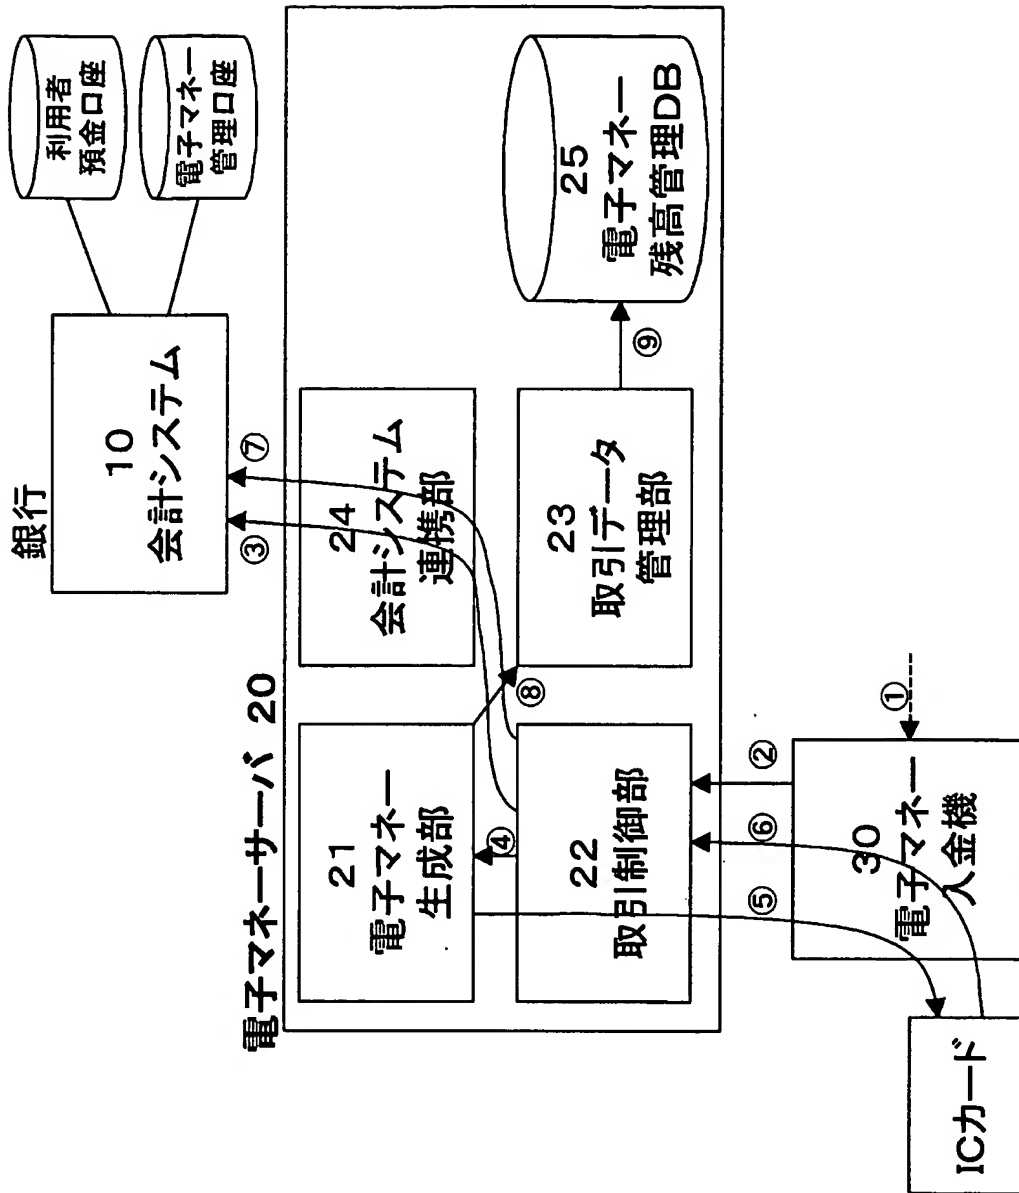 銀行
10
会計システム
利用者
預金口座
電子マネー
管理口座
電子マネーサーバ 20
③
⑦
21
電子マネー
生成部
24
会計システム
連携部
④
⑧
22
取引制御部
23
取引データ
管理部
⑨
25
電子マネー
残高管理DB
⑤
⑥
②
①
30
電子マネー
入金機
ICカード